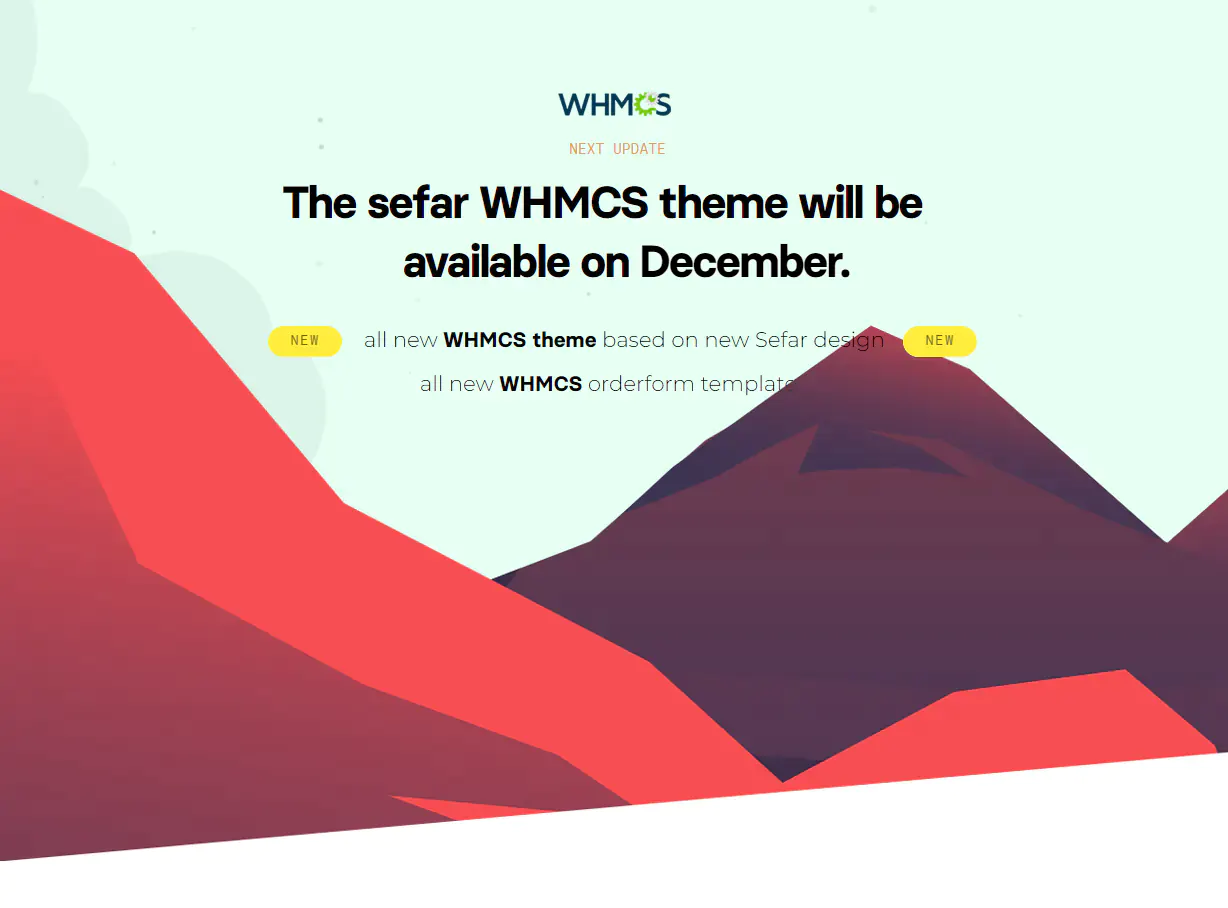 WHMCS
NEXT UPDATE
The sefar WHMCS theme will be
available on December.
NEW all new WHMCS theme based on new Sefar design NEW
all new WHMCS orderform template